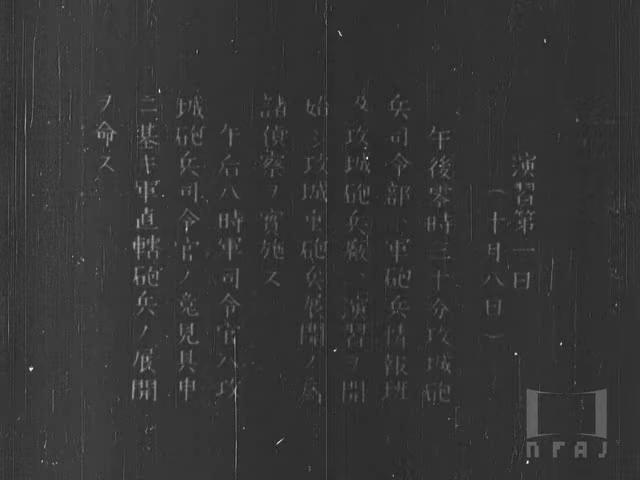 演習第一日
(十月八日)
午後零時三十分攻城砲
兵司令部、軍砲兵情報班
及攻城砲兵廠、演習ヲ開
始シ攻城重砲兵展開ノ為
諸偵察ヲ實施ス
午后八時軍司令官ハ攻
城砲兵司令官ノ意見具申
ニ基キ軍直轄砲兵ノ展開
ヲ命ス
NFAJ